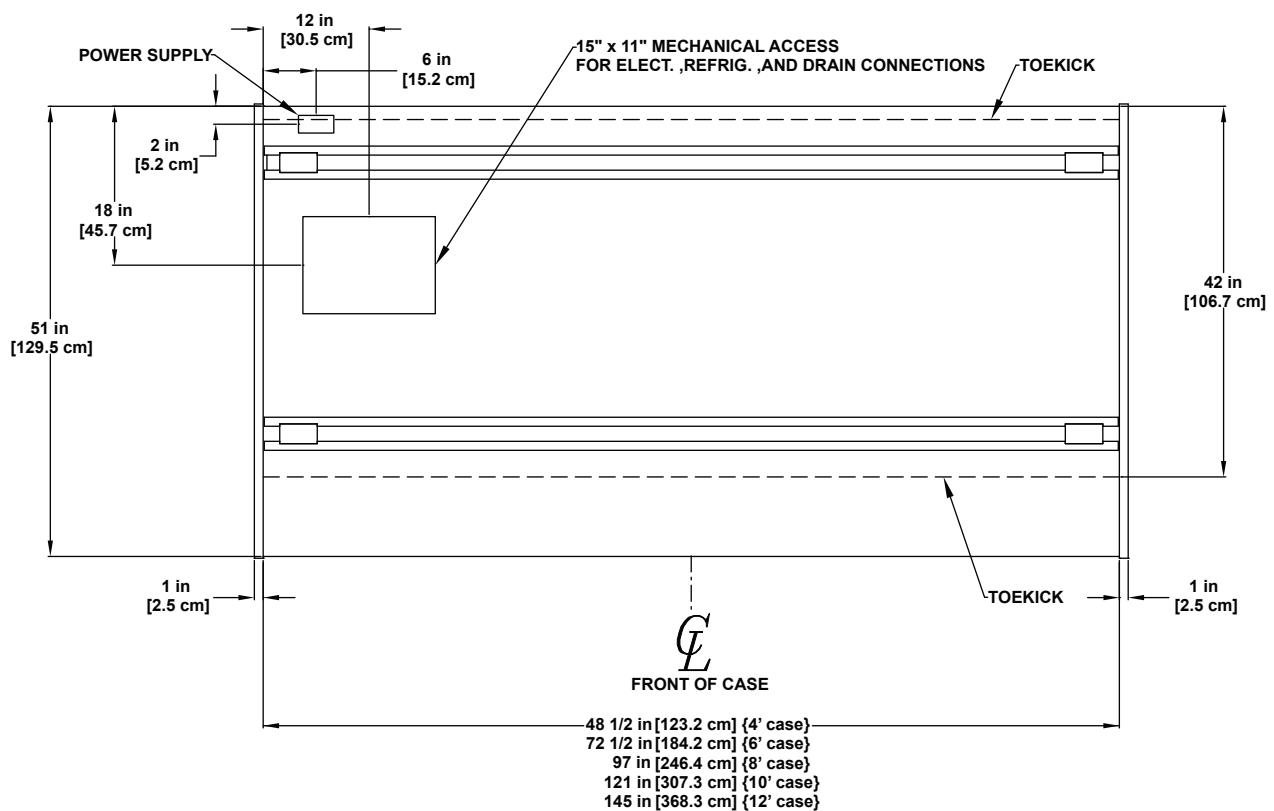 12 in
[30.5 cm]
POWER SUPPLY
6 in
[15.2 cm]
15" x 11" MECHANICAL ACCESS
FOR ELECT. ,REFRIG. ,AND DRAIN CONNECTIONS
TOEKICK
2 in
[5.2 cm]
18 in
[45.7 cm]
42 in
[106.7 cm]
51 in
[129.5 cm]
1 in
[2.5 cm]
TOEKICK
1 in
[2.5 cm]
CL
FRONT OF CASE
48 1/2 in [123.2 cm] {4' case}
72 1/2 in [184.2 cm] {6' case}
97 in [246.4 cm] {8' case}
121 in [307.3 cm] {10' case}
145 in [368.3 cm] {12' case}